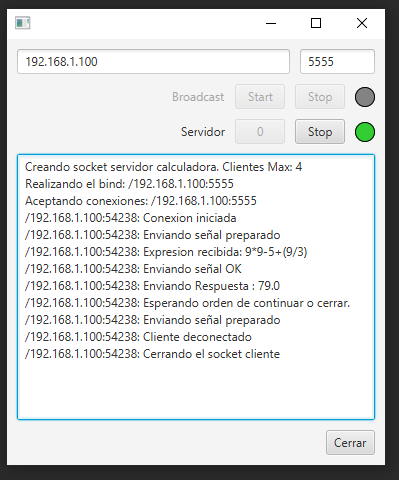 192.168.1.100 5555
Broadcast Start Stop
Servidor 0 Stop
Creando socket servidor calculadora. Clientes Max: 4
Realizando el bind: /192.168.1.100:5555
Aceptando conexiones: /192.168.1.100:5555
/192.168.1.100:54238: Conexion iniciada
/192.168.1.100:54238: Enviando señal preparado
/192.168.1.100:54238: Expresion recibida: 9*9-5+(9/3)
/192.168.1.100:54238: Enviando señal OK
/192.168.1.100:54238: Enviando Respuesta : 79.0
/192.168.1.100:54238: Esperando orden de continuar o cerrar.
/192.168.1.100:54238: Enviando señal preparado
/192.168.1.100:54238: Cliente deconectado
/192.168.1.100:54238: Cerrando el socket cliente
Cerrar